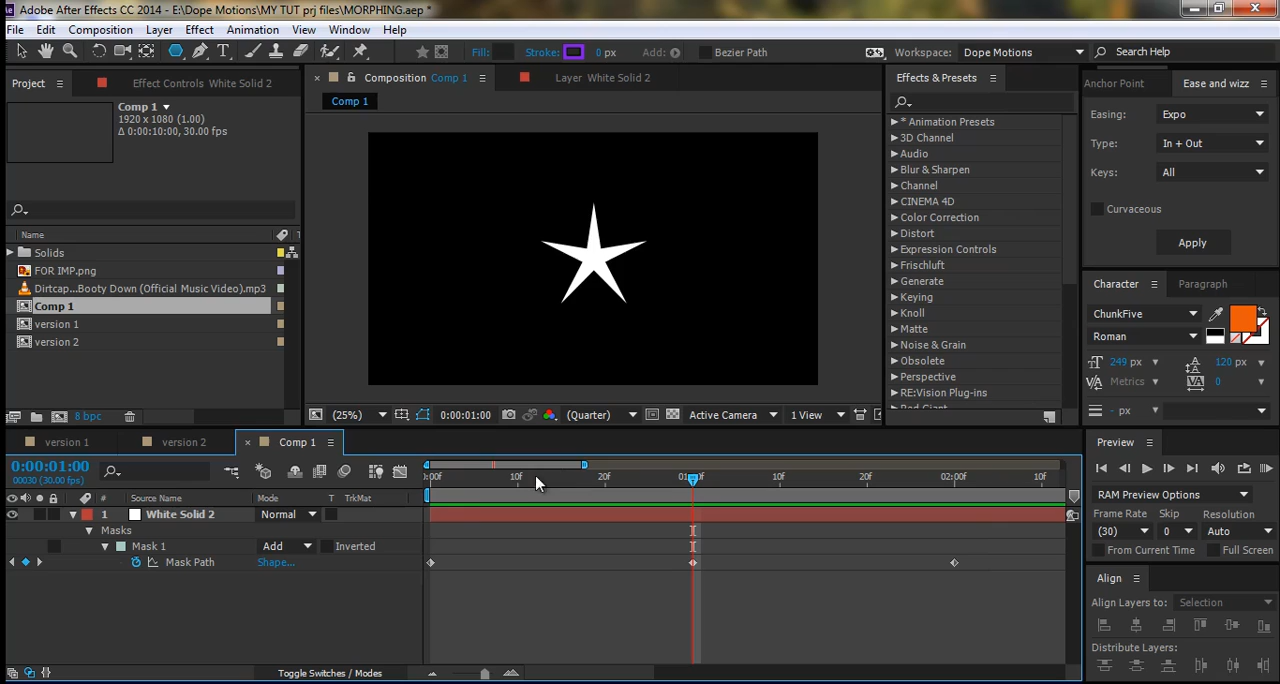 Adobe After Effects CC 2014 - E:\Dope Motions\MY TUT prj files\MORPHING.aep *
File Edit Composition Layer Effect Animation View Window Help
Fill: Stroke: 0 px Add: Bezier Path Workspace: Dope Motions Search Help
Project Effect Controls White Solid 2
Composition Comp 1 Layer White Solid 2
Effects & Presets
Anchor Point Ease and wizz
Comp 1
1920 x 1080 (1.00)
Δ 0:00:10:00, 30.00 fps
Comp 1
Easing: Expo
Type: In + Out
Keys: All
Curvaceous
Apply
* Animation Presets
3D Channel
Audio
Blur & Sharpen
Channel
CINEMA 4D
Color Correction
Distort
Expression Controls
Frischluft
Generate
Keying
Knoll
Matte
Noise & Grain
Obsolete
Perspective
RE:Vision Plug-ins
Red Giant
Name T
Solids
FOR IMP.png
Dirtcap...Booty Down (Official Music Video).mp3
Comp 1
version 1
version 2
8 bpc
(25%) 0:00:01:00 (Quarter) Active Camera 1 View
Character Paragraph
ChunkFive
Roman
249 px 120 px
Metrics 0
- px
version 1 version 2 Comp 1
0:00:01:00
00030 (30.00 fps)
:00F 10F 20F 01:00F 10F 20F 02:00F 10F
# Source Name Mode T TrkMat
1 White Solid 2 Normal
Masks
Mask 1 Add Inverted
Mask Path Shape...
Toggle Switches / Modes
Preview
RAM Preview Options
Frame Rate Skip Resolution
(30) 0 Auto
From Current Time Full Screen
Align
Align Layers to: Selection
Distribute Layers: